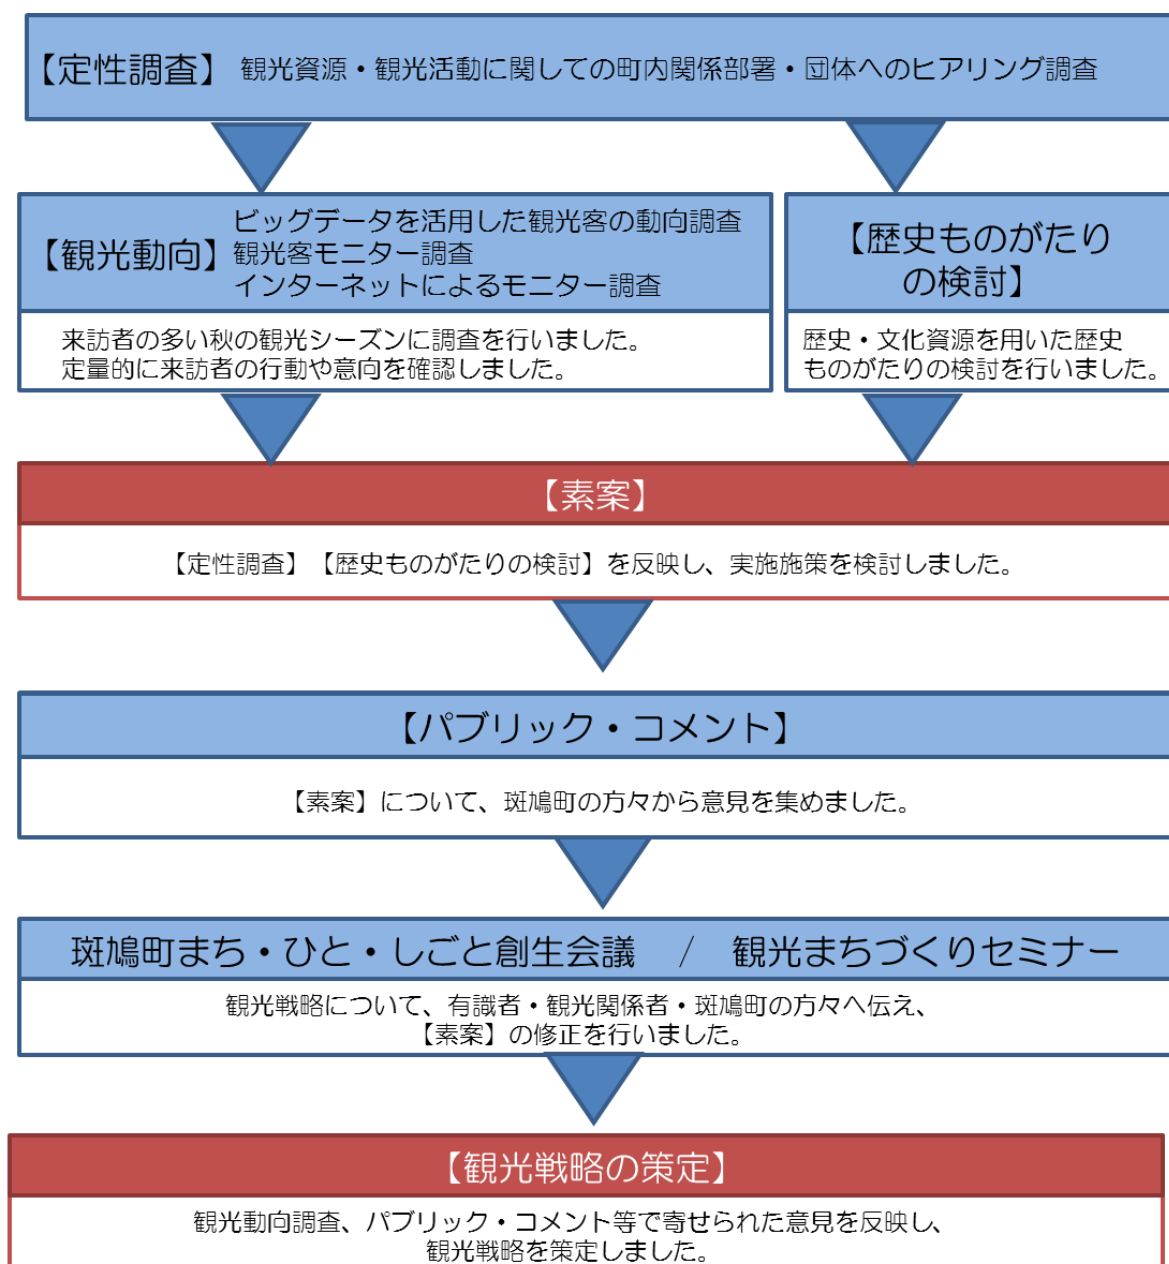 【定性調査】 観光資源・観光活動に関しての町内関係部署・団体へのヒアリング調査
【観光動向】
ビッグデータを活用した観光客の動向調査
観光客モニター調査
インターネットによるモニター調査
来訪者の多い秋の観光シーズンに調査を行いました。
定量的に来訪者の行動や意向を確認しました。
【歴史ものがたり
の検討】
歴史・文化資源を用いた歴史
ものがたりの検討を行いました。
【素案】
【定性調査】【歴史ものがたりの検討】を反映し、実施施策を検討しました。
【パブリック・コメント】
【素案】について、斑鳩町の方々から意見を集めました。
斑鳩町まち・ひと・しごと創生会議 / 観光まちづくりセミナー
観光戦略について、有識者・観光関係者・斑鳩町の方々へ伝え、
【素案】の修正を行いました。
【観光戦略の策定】
観光動向調査、パブリック・コメント等で寄せられた意見を反映し、
観光戦略を策定しました。